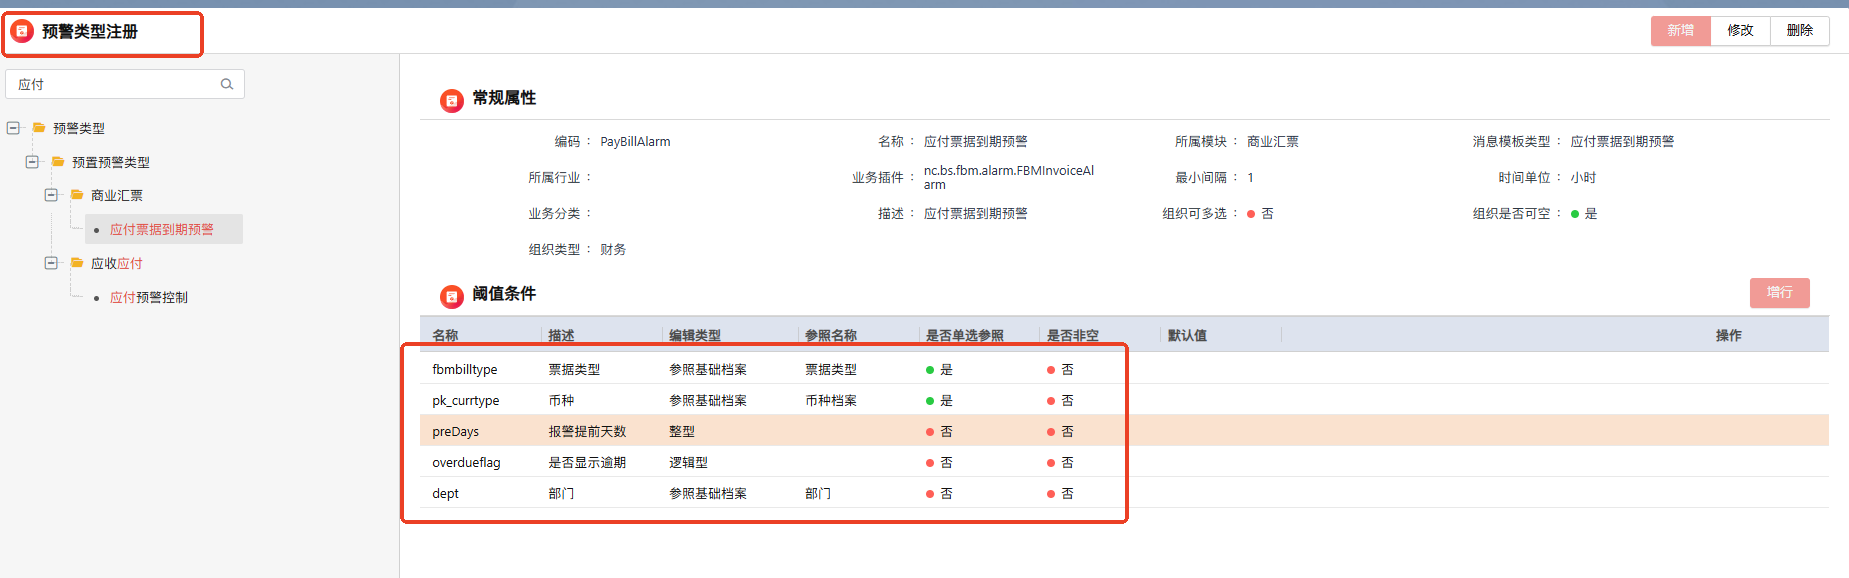 预警类型注册
新增 修改 删除
应付
预警类型
预置预警类型
商业汇票
应付票据到期预警
应收应付
应付预警控制
常规属性
编码 : PayBillAlarm 名称 : 应付票据到期预警 所属模块 : 商业汇票 消息模板类型 : 应付票据到期预警
所属行业 : 业务插件 : nc.bs.fbm.alarm.FBMInvoiceAl
arm 最小间隔 : 1 时间单位 : 小时
业务分类 : 描述 : 应付票据到期预警 组织可多选 : 否 组织是否可空 : 是
组织类型 : 财务
阈值条件
增行
名称 描述 编辑类型 参照名称 是否单选参照 是否非空 默认值 操作
fbmbilltype 票据类型 参照基础档案 票据类型 是 否
pk_currtype 币种 参照基础档案 币种档案 是 否
preDays 报警提前天数 整型 否 否
overdueflag 是否显示逾期 逻辑型 否 否
dept 部门 参照基础档案 部门 否 否